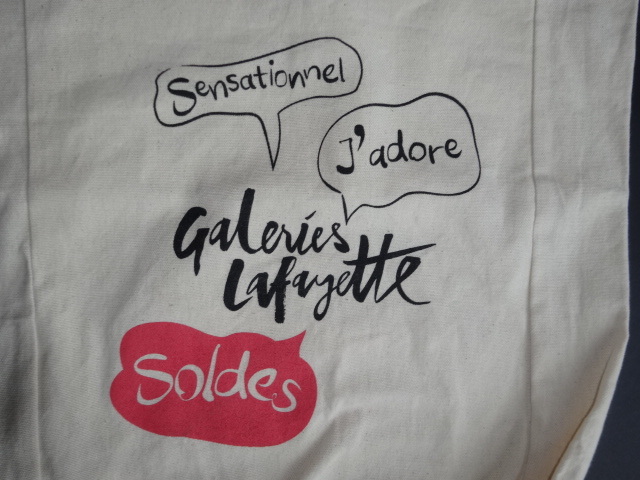 Sensationnel
J'adore
Galeries
Lafayette
Soldes